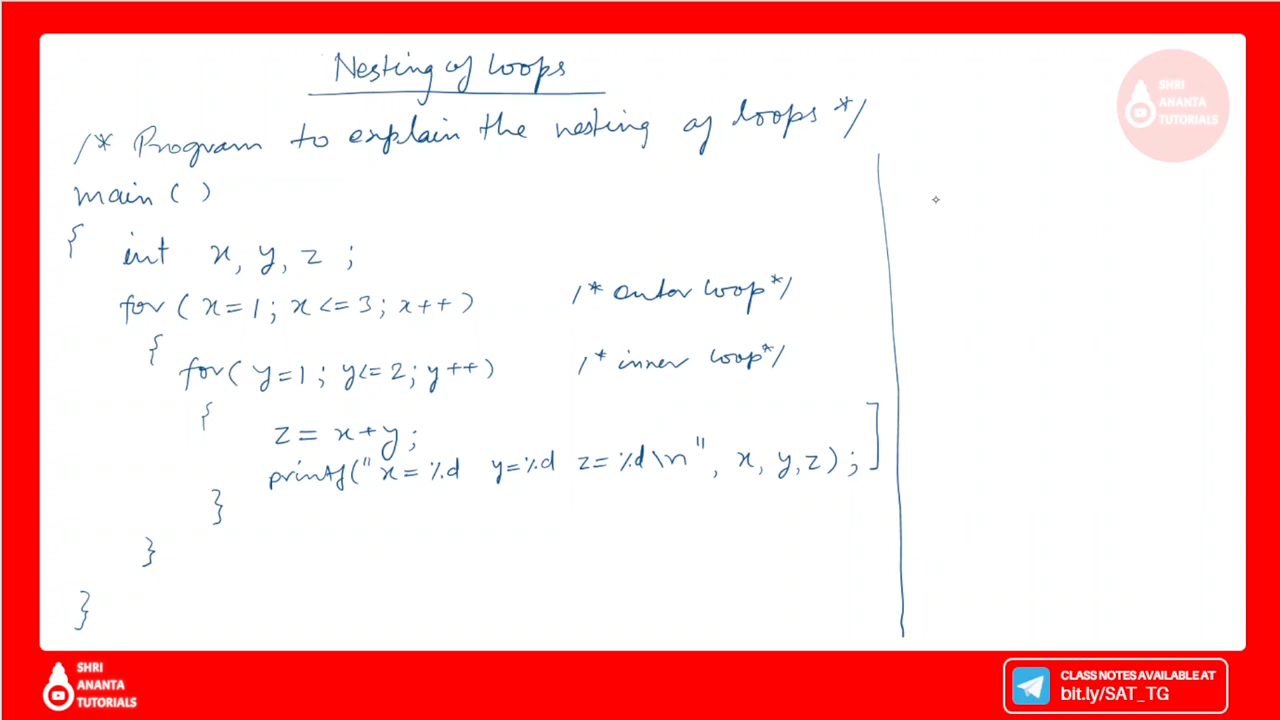 Nesting of loops
/* Program to explain the nesting of loops */
main ( )
{ int x, y, z ;
for ( x = 1 ; x <= 3 ; x++ ) /* outer loop */
{
for ( y = 1 ; y <= 2 ; y++ ) /* inner loop */
{
z = x + y ;
printf ( " x = %d y = %d z = %d \n " , x, y, z ) ; ]
}
}
}
SHRI
ANANTA
TUTORIALS
SHRI
ANANTA
TUTORIALS
CLASS NOTES AVAILABLE AT
bit.ly/SAT_TG